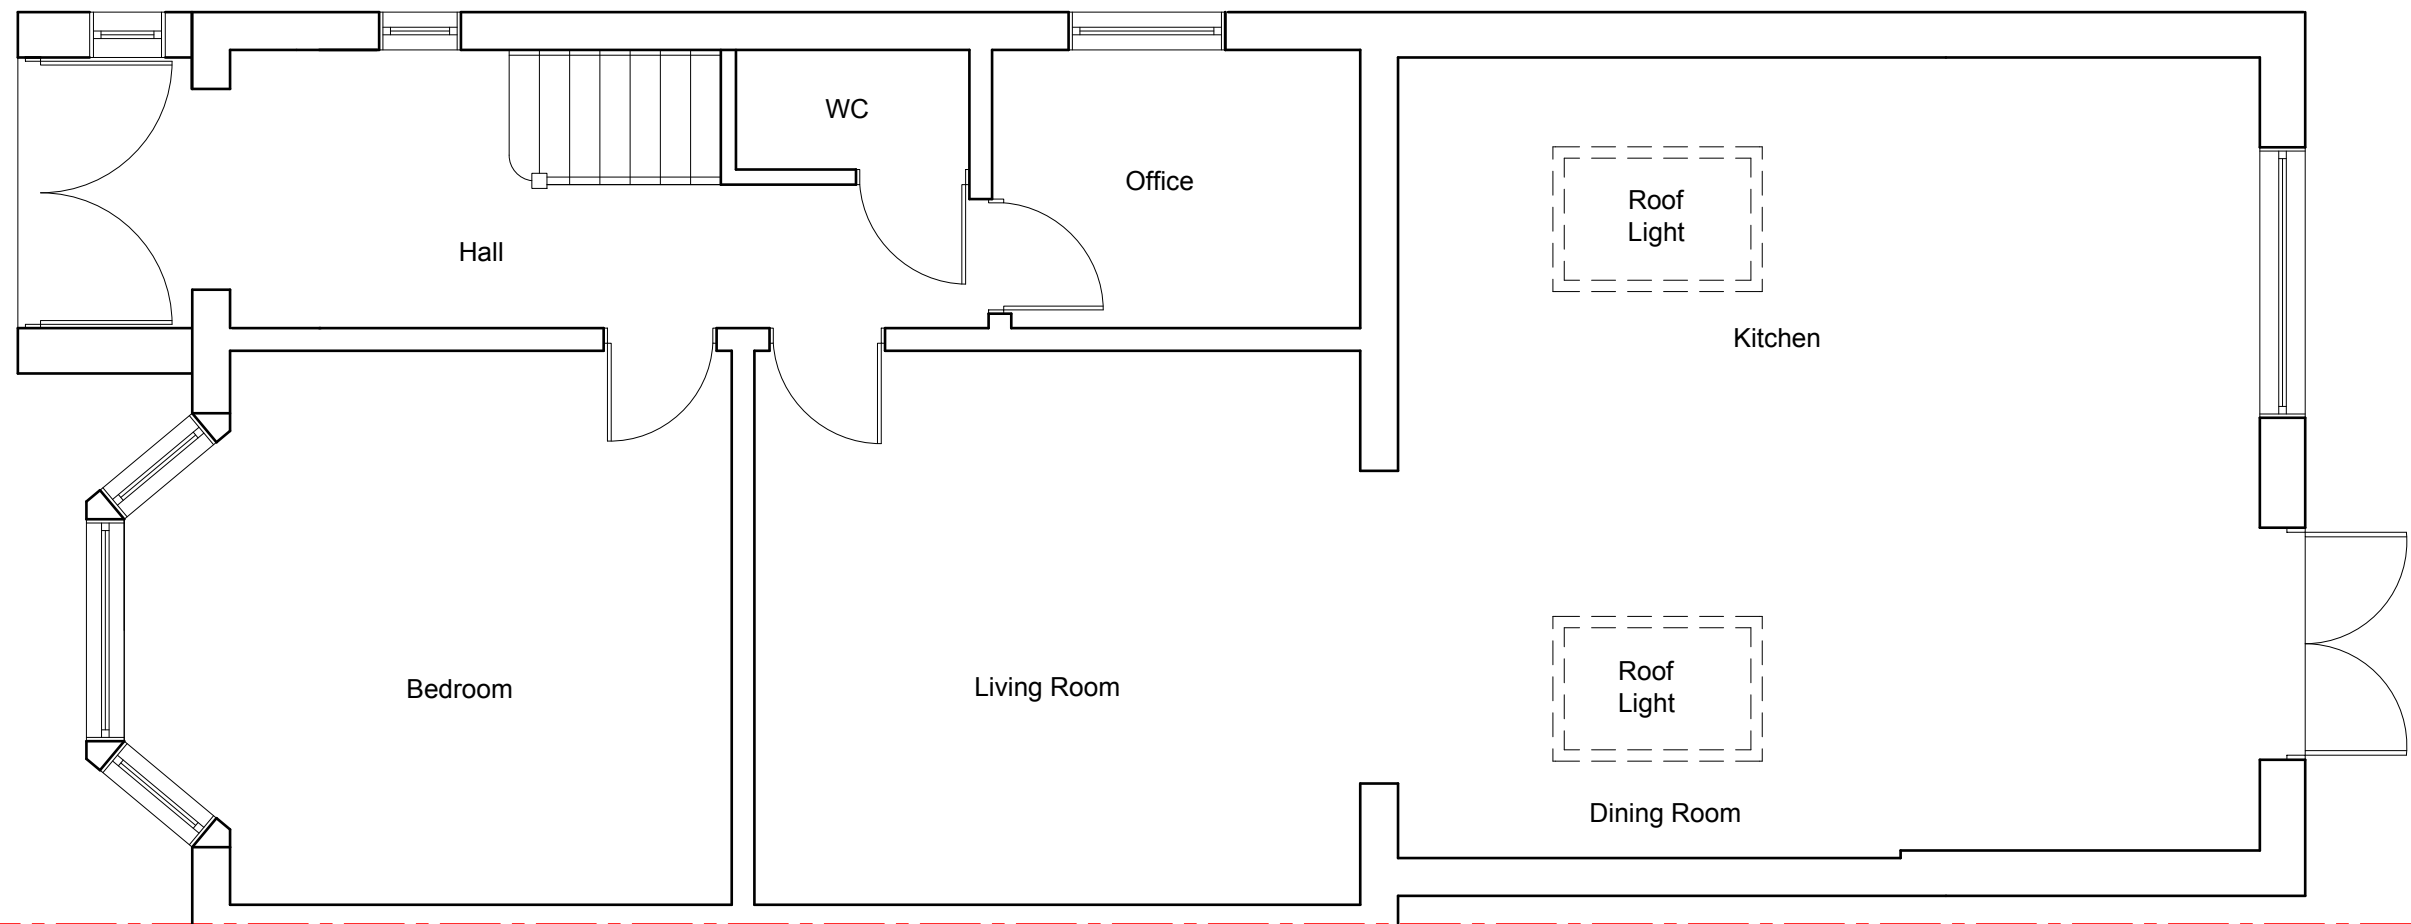 WC
Office
Roof
Light
Hall
Kitchen
Bedroom
Living Room
Roof
Light
Dining Room